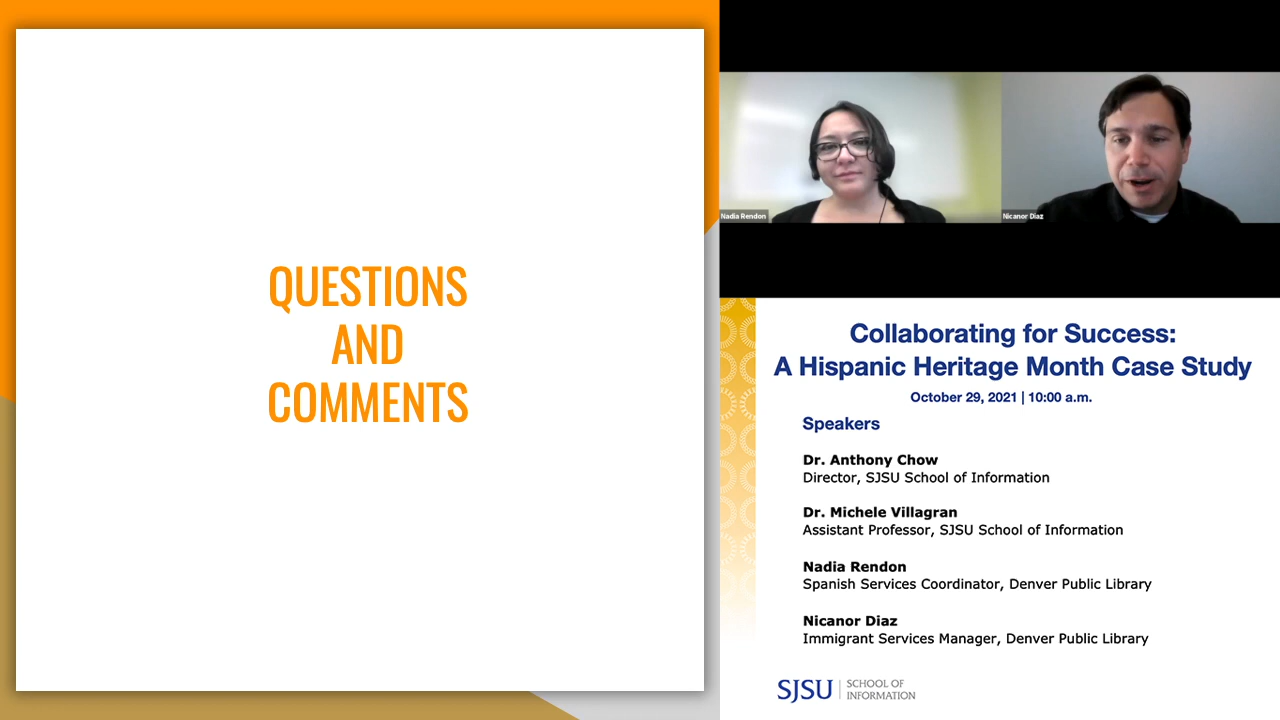 QUESTIONS
AND
COMMENTS
Nadia Rendon
Nicanor Diaz
Collaborating for Success:
A Hispanic Heritage Month Case Study
October 29, 2021 | 10:00 a.m.
Speakers
Dr. Anthony Chow
Director, SJSU School of Information
Dr. Michele Villagran
Assistant Professor, SJSU School of Information
Nadia Rendon
Spanish Services Coordinator, Denver Public Library
Nicanor Diaz
Immigrant Services Manager, Denver Public Library
SJSU | SCHOOL OF
INFORMATION